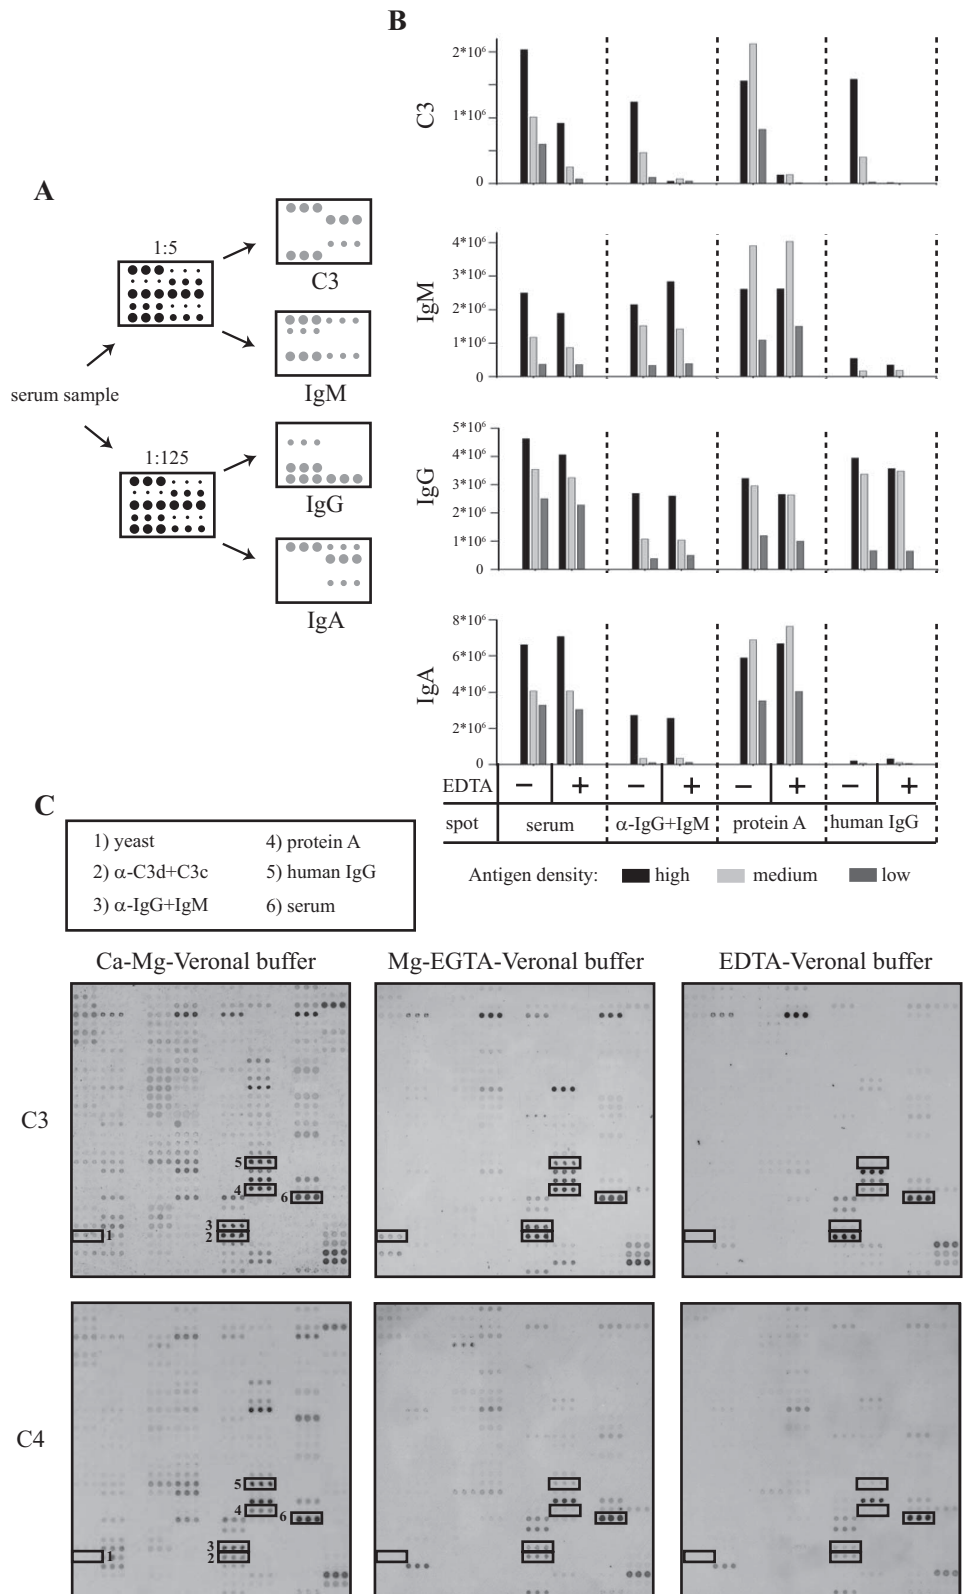 A
serum sample
1:5
1:125
C3
IgM
IgG
IgA
B
C3
2*10⁶
1*10⁶
0
IgM
4*10⁶
3*10⁶
2*10⁶
1*10⁶
0
IgG
5*10⁶
4*10⁶
3*10⁶
2*10⁶
1*10⁶
0
IgA
8*10⁶
6*10⁶
4*10⁶
2*10⁶
0
EDTA − + − + − + − +
spot serum α-IgG+IgM protein A human IgG
Antigen density: high medium low
C
1) yeast 4) protein A
2) α-C3d+C3c 5) human IgG
3) α-IgG+IgM 6) serum
Ca-Mg-Veronal buffer Mg-EGTA-Veronal buffer EDTA-Veronal buffer
C3
5
4
6
3
1 2
C4
5
4
6
3
1 2